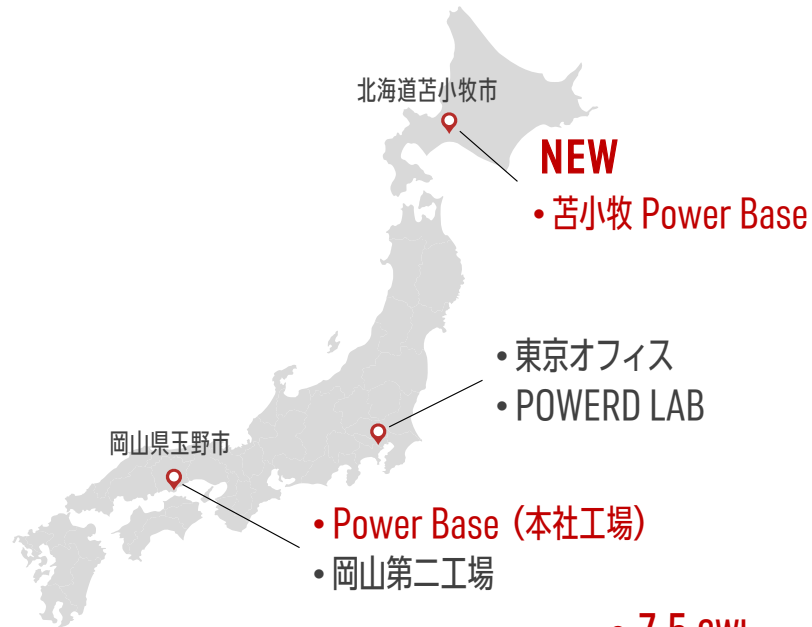 北海道苫小牧市
NEW
• 苫小牧 Power Base
• 東京オフィス
• POWERD LAB
岡山県玉野市
• Power Base（本社工場）
• 岡山第二工場